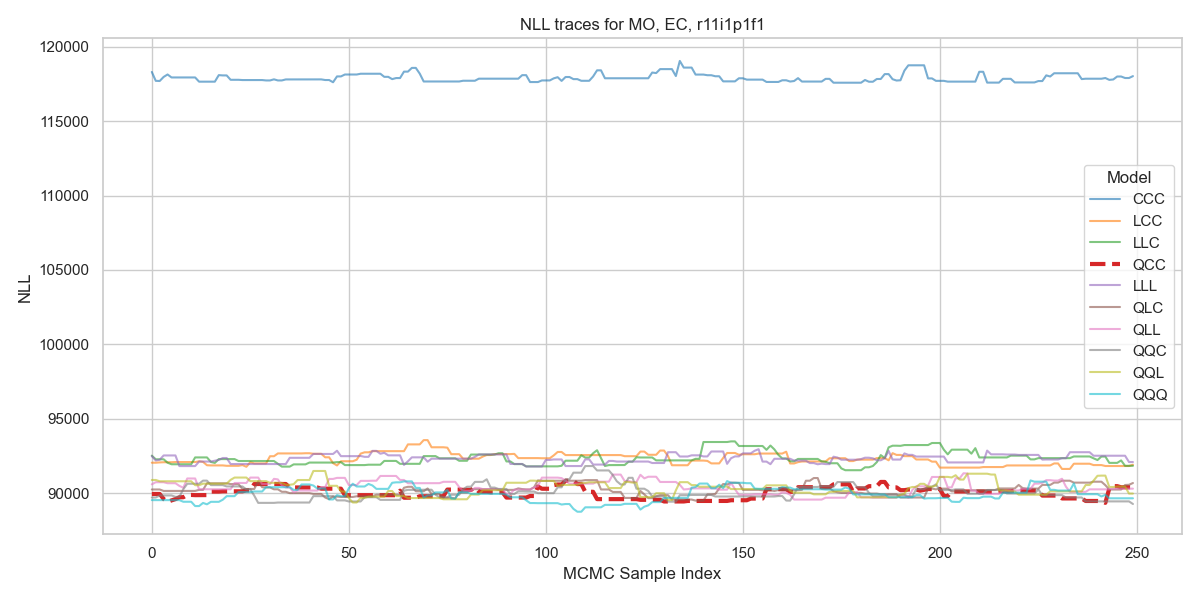 NLL traces for MO, EC, r11i1p1f1
120000
115000
110000
105000
100000
95000
90000
NLL
0
50
100
150
200
250
MCMC Sample Index
Model
CCC
LCC
LLC
QCC
LLL
QLC
QLL
QQC
QQL
QQQ